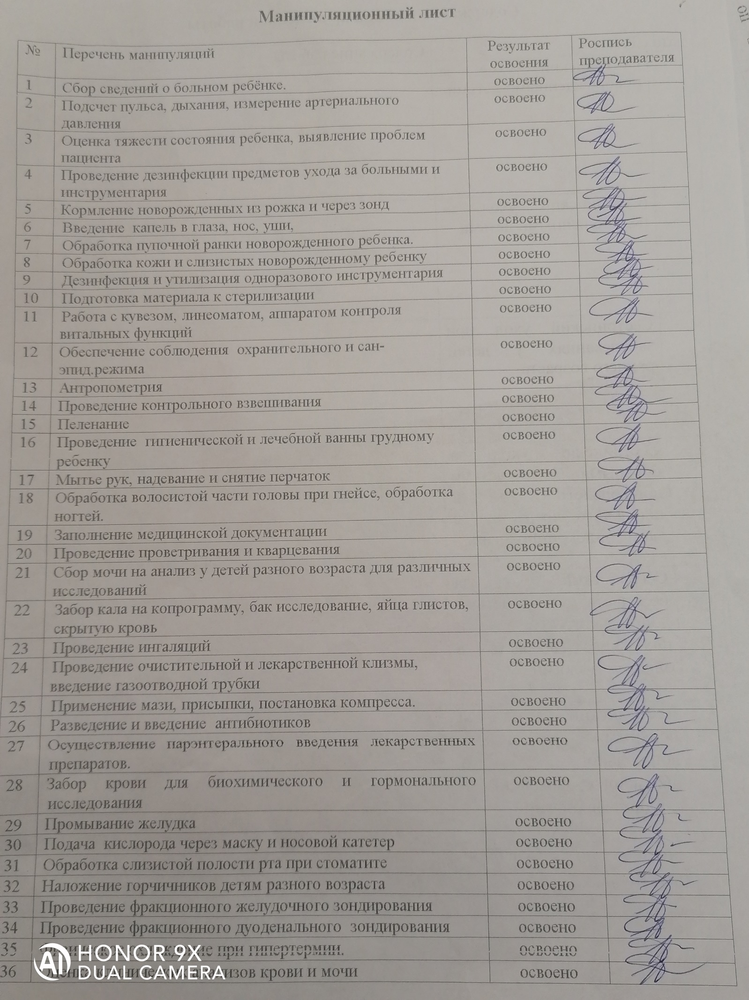 Манипуляционный лист
№ Перечень манипуляций Результат освоения Роспись преподавателя
1 Сбор сведений о больном ребёнке. освоено
2 Подсчет пульса, дыхания, измерение артериального освоено
давления
3 Оценка тяжести состояния ребенка, выявление проблем освоено
пациента
4 Проведение дезинфекции предметов ухода за больными и освоено
инструментария
5 Кормление новорожденных из рожка и через зонд освоено
6 Введение капель в глаза, нос, уши, освоено
7 Обработка пупочной ранки новорожденного ребенка. освоено
8 Обработка кожи и слизистых новорожденному ребенку освоено
9 Дезинфекция и утилизация одноразового инструментария освоено
10 Подготовка материала к стерилизации освоено
11 Работа с кувезом, линеоматом, аппаратом контроля освоено
витальных функций
12 Обеспечение соблюдения охранительного и сан- освоено
эпид.режима
13 Антропометрия освоено
14 Проведение контрольного взвешивания освоено
15 Пеленание освоено
16 Проведение гигиенической и лечебной ванны грудному освоено
ребенку
17 Мытье рук, надевание и снятие перчаток освоено
18 Обработка волосистой части головы при гнейсе, обработка освоено
ногтей.
19 Заполнение медицинской документации освоено
20 Проведение проветривания и кварцевания освоено
21 Сбор мочи на анализ у детей разного возраста для различных освоено
исследований
22 Забор кала на копрограмму, бак исследование, яйца глистов, освоено
скрытую кровь
23 Проведение ингаляций освоено
24 Проведение очистительной и лекарственной клизмы, освоено
введение газоотводной трубки
25 Применение мази, присыпки, постановка компресса. освоено
26 Разведение и введение антибиотиков освоено
27 Осуществление парэнтерального введения лекарственных освоено
препаратов.
28 Забор крови для биохимического и гормонального освоено
исследования
29 Промывание желудка освоено
30 Подача кислорода через маску и носовой катетер освоено
31 Обработка слизистой полости рта при стоматите освоено
32 Наложение горчичников детям разного возраста освоено
33 Проведение фракционного желудочного зондирования освоено
34 Проведение фракционного дуоденального зондирования освоено
35 при гипертермии. освоено
36 крови и мочи освоено
AI HONOR 9X
DUAL CAMERA